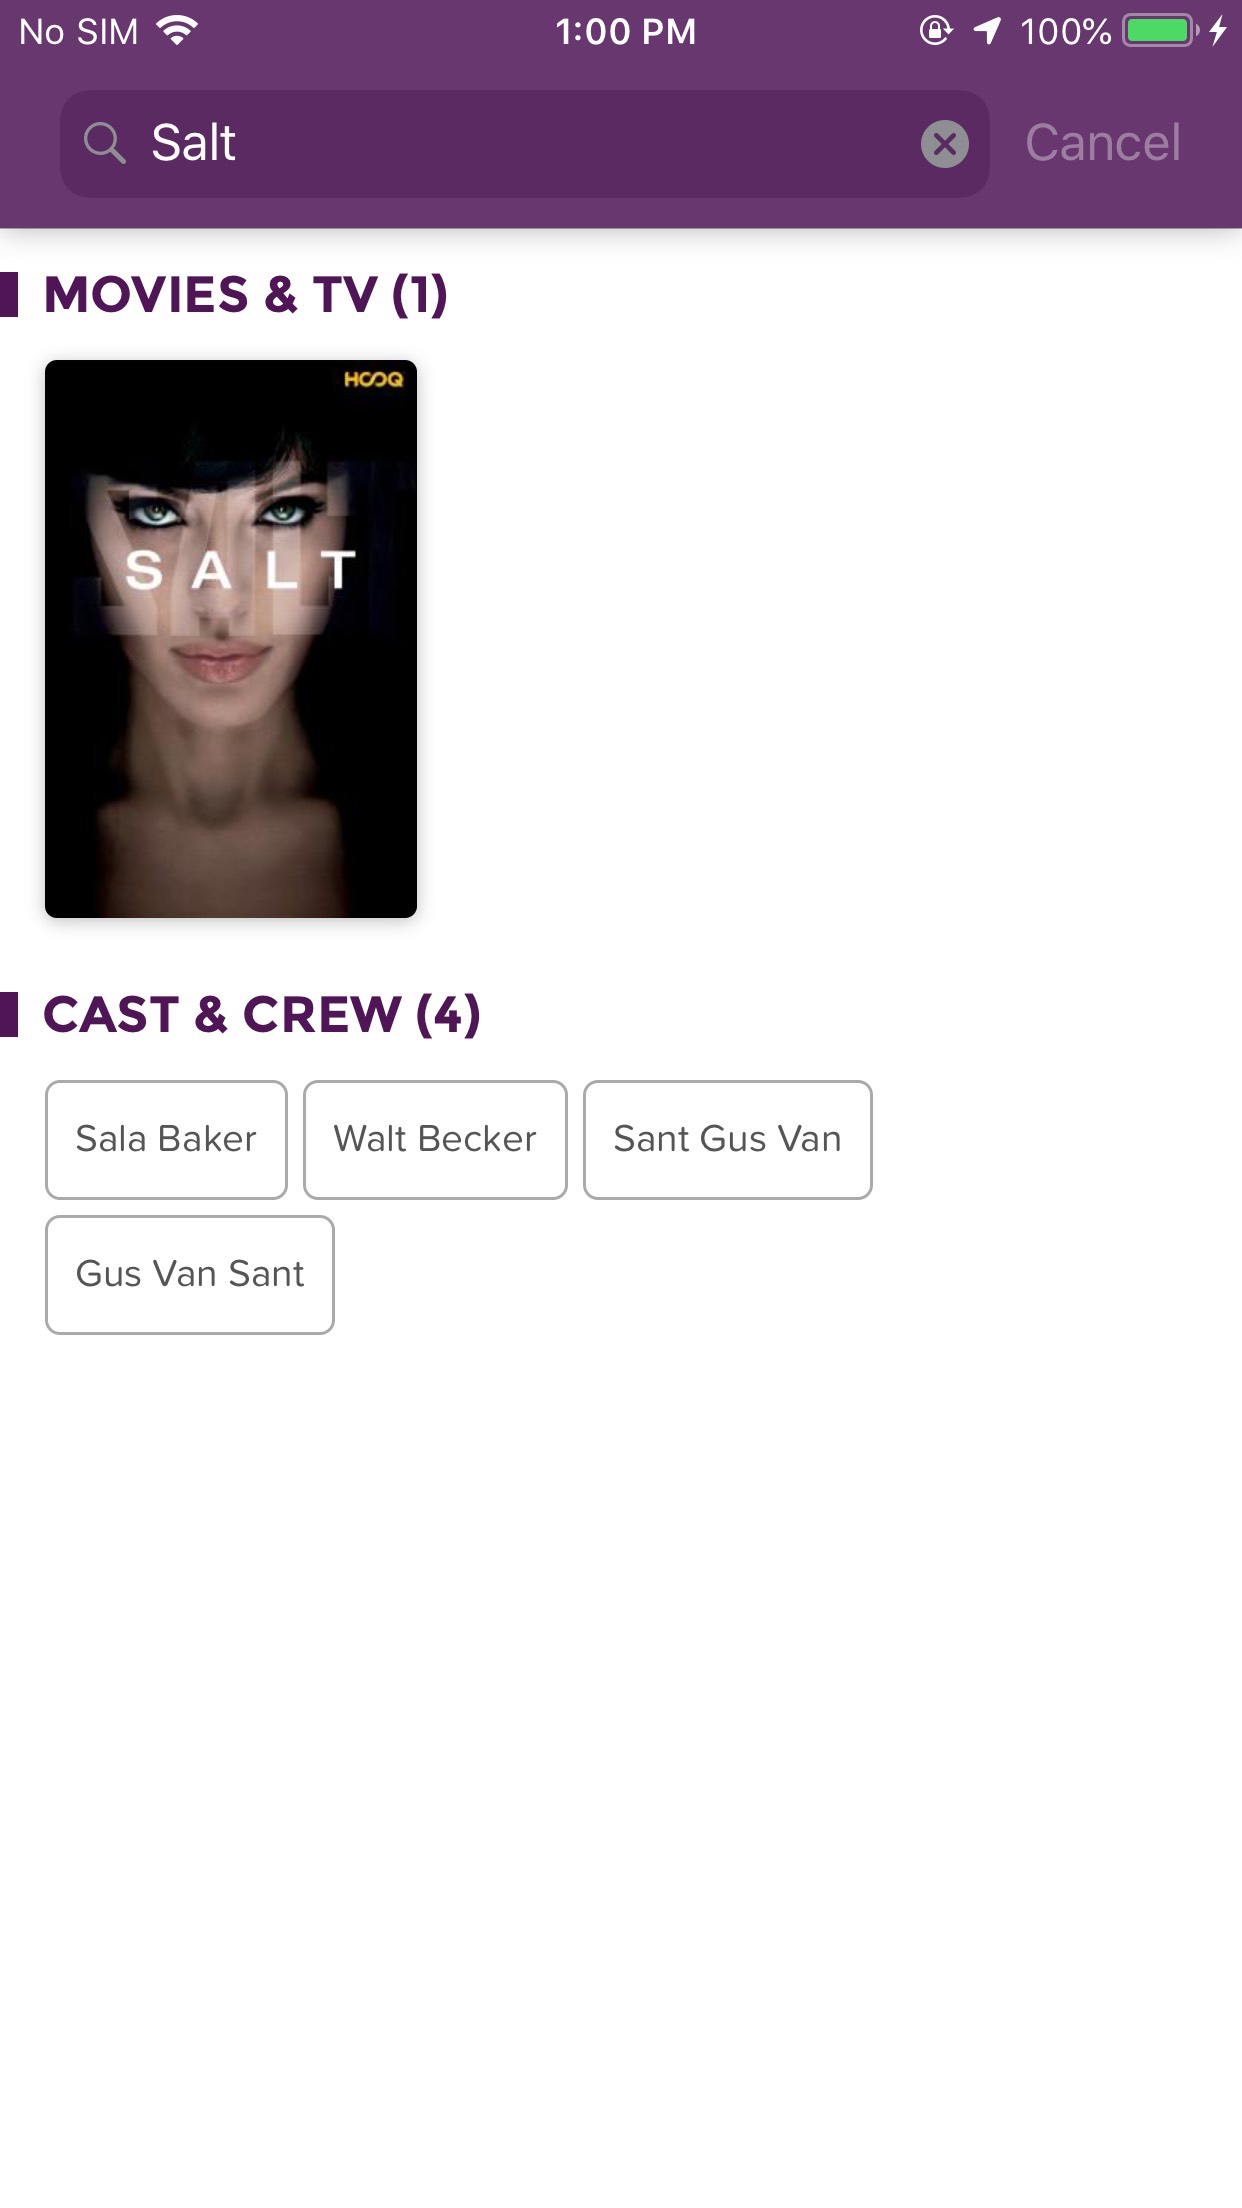 No SIM 1:00 PM 100%
Salt Cancel
MOVIES & TV (1)
HOOQ
SALT
CAST & CREW (4)
Sala Baker Walt Becker Sant Gus Van
Gus Van Sant